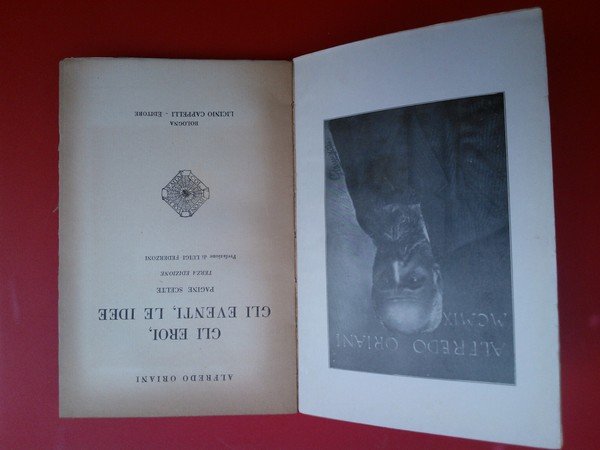 ALFREDO ORIANI
MCMIX
ALFREDO ORIANI
GLI EROI,
GLI EVENTI, LE IDEE
PAGINE SCELTE
TERZA EDIZIONE
Prefazione di LUIGI FEDERZONI
BOLOGNA
LICINIO CAPPELLI - EDITORE